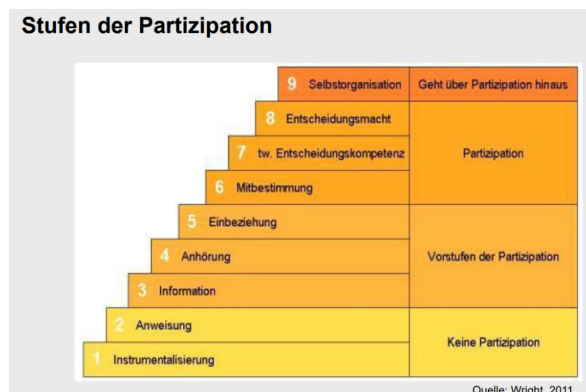 Stufen der Partizipation
9 Selbstorganisation Geht über Partizipation hinaus
8 Entscheidungsmacht
7 tw. Entscheidungskompetenz Partizipation
6 Mitbestimmung
5 Einbeziehung
4 Anhörung Vorstufen der Partizipation
3 Information
2 Anweisung
Keine Partizipation
1 Instrumentalisierung
Quelle: Wright, 2011